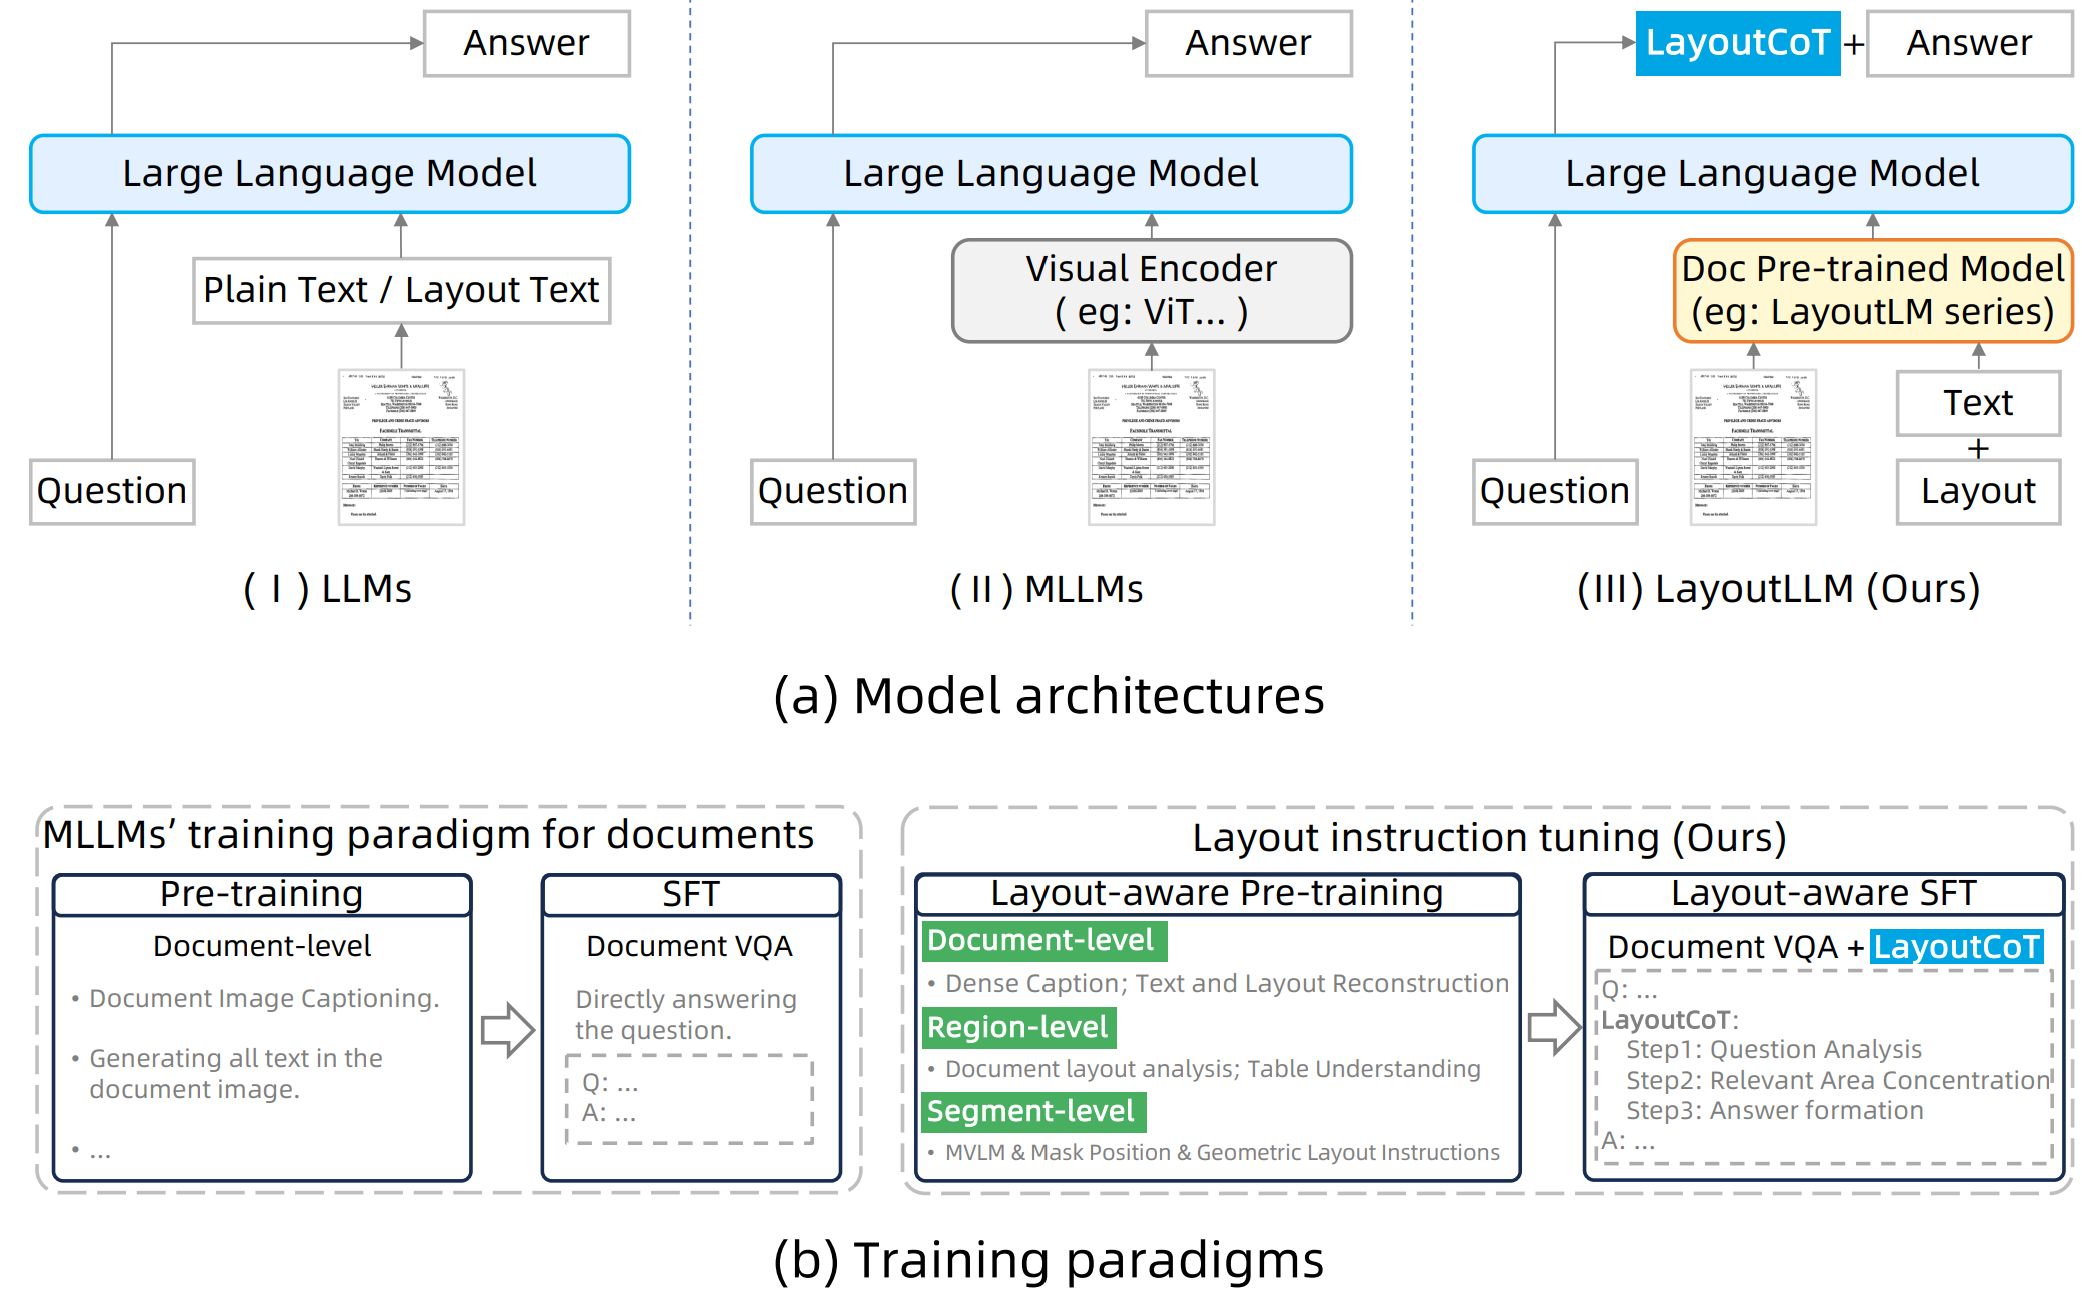 Answer
Large Language Model
Plain Text / Layout Text
Question
FACSIMILE TRANSMITTAL
( I ) LLMs
Answer
Large Language Model
Visual Encoder
( eg: ViT... )
Question
FACSIMILE TRANSMITTAL
( II ) MLLMs
LayoutCoT + Answer
Large Language Model
Doc Pre-trained Model
(eg: LayoutLM series)
Text
+
Layout
Question
FACSIMILE TRANSMITTAL
(III) LayoutLLM (Ours)
(a) Model architectures
MLLMs’ training paradigm for documents
Pre-training
Document-level
• Document Image Captioning.
• Generating all text in the
document image.
• ...
SFT
Document VQA
Directly answering
the question.
Q: ...
A: ...
Layout instruction tuning (Ours)
Layout-aware Pre-training
Document-level
• Dense Caption; Text and Layout Reconstruction
Region-level
• Document layout analysis; Table Understanding
Segment-level
• MVLM & Mask Position & Geometric Layout Instructions
Layout-aware SFT
Document VQA + LayoutCoT
Q: ...
LayoutCoT:
Step1: Question Analysis
Step2: Relevant Area Concentration
Step3: Answer formation
A: ...
(b) Training paradigms